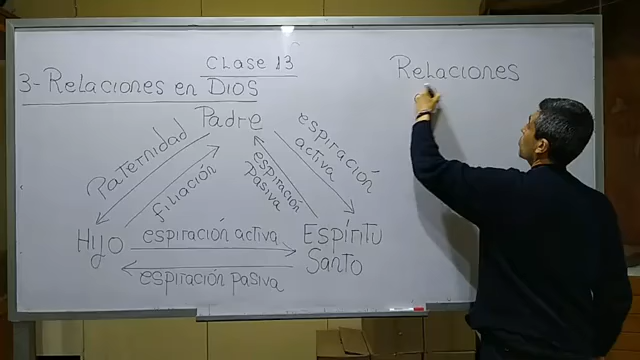 Clase 13
3- Relaciones en Dios
Relaciones
Padre
Paternidad
filiación
espiración
pasiva
espiración
activa
Hijo
espiración activa
espiración pasiva
Espíritu
Santo